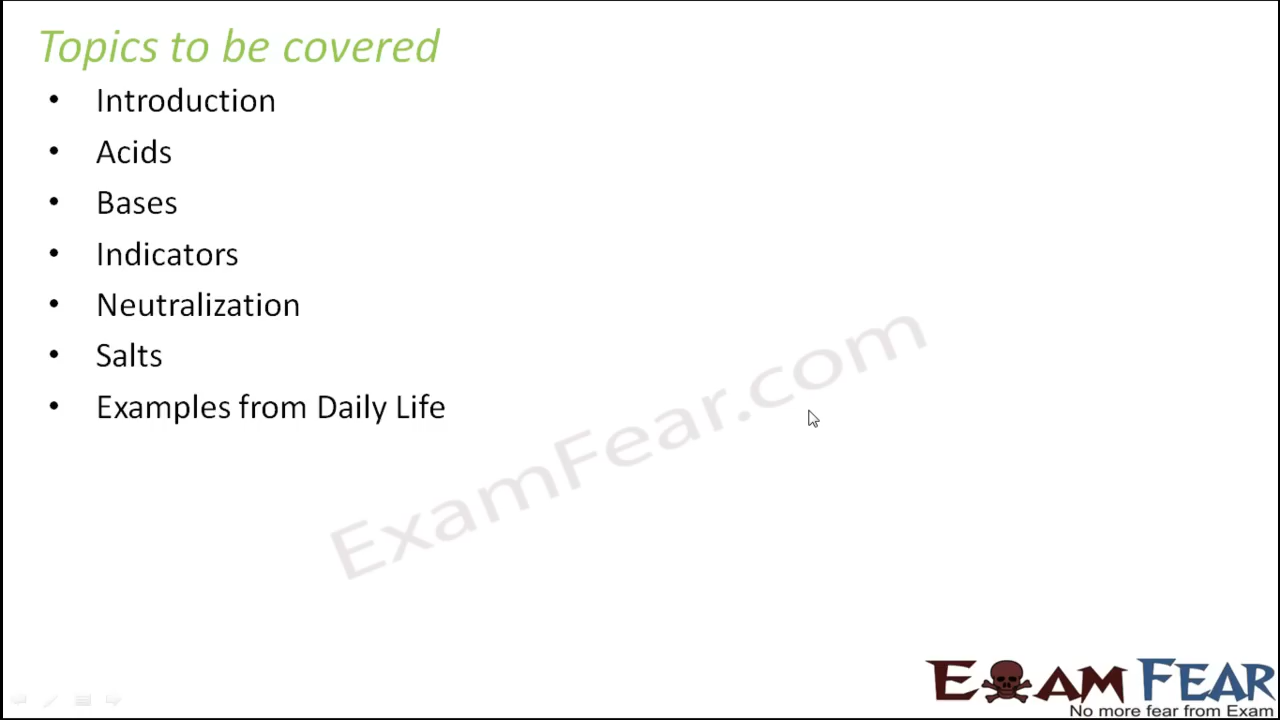 Topics to be covered
• Introduction
• Acids
• Bases
• Indicators
• Neutralization
• Salts
• Examples from Daily Life
ExamFear.com
EXAM FEAR
No more fear from Exam